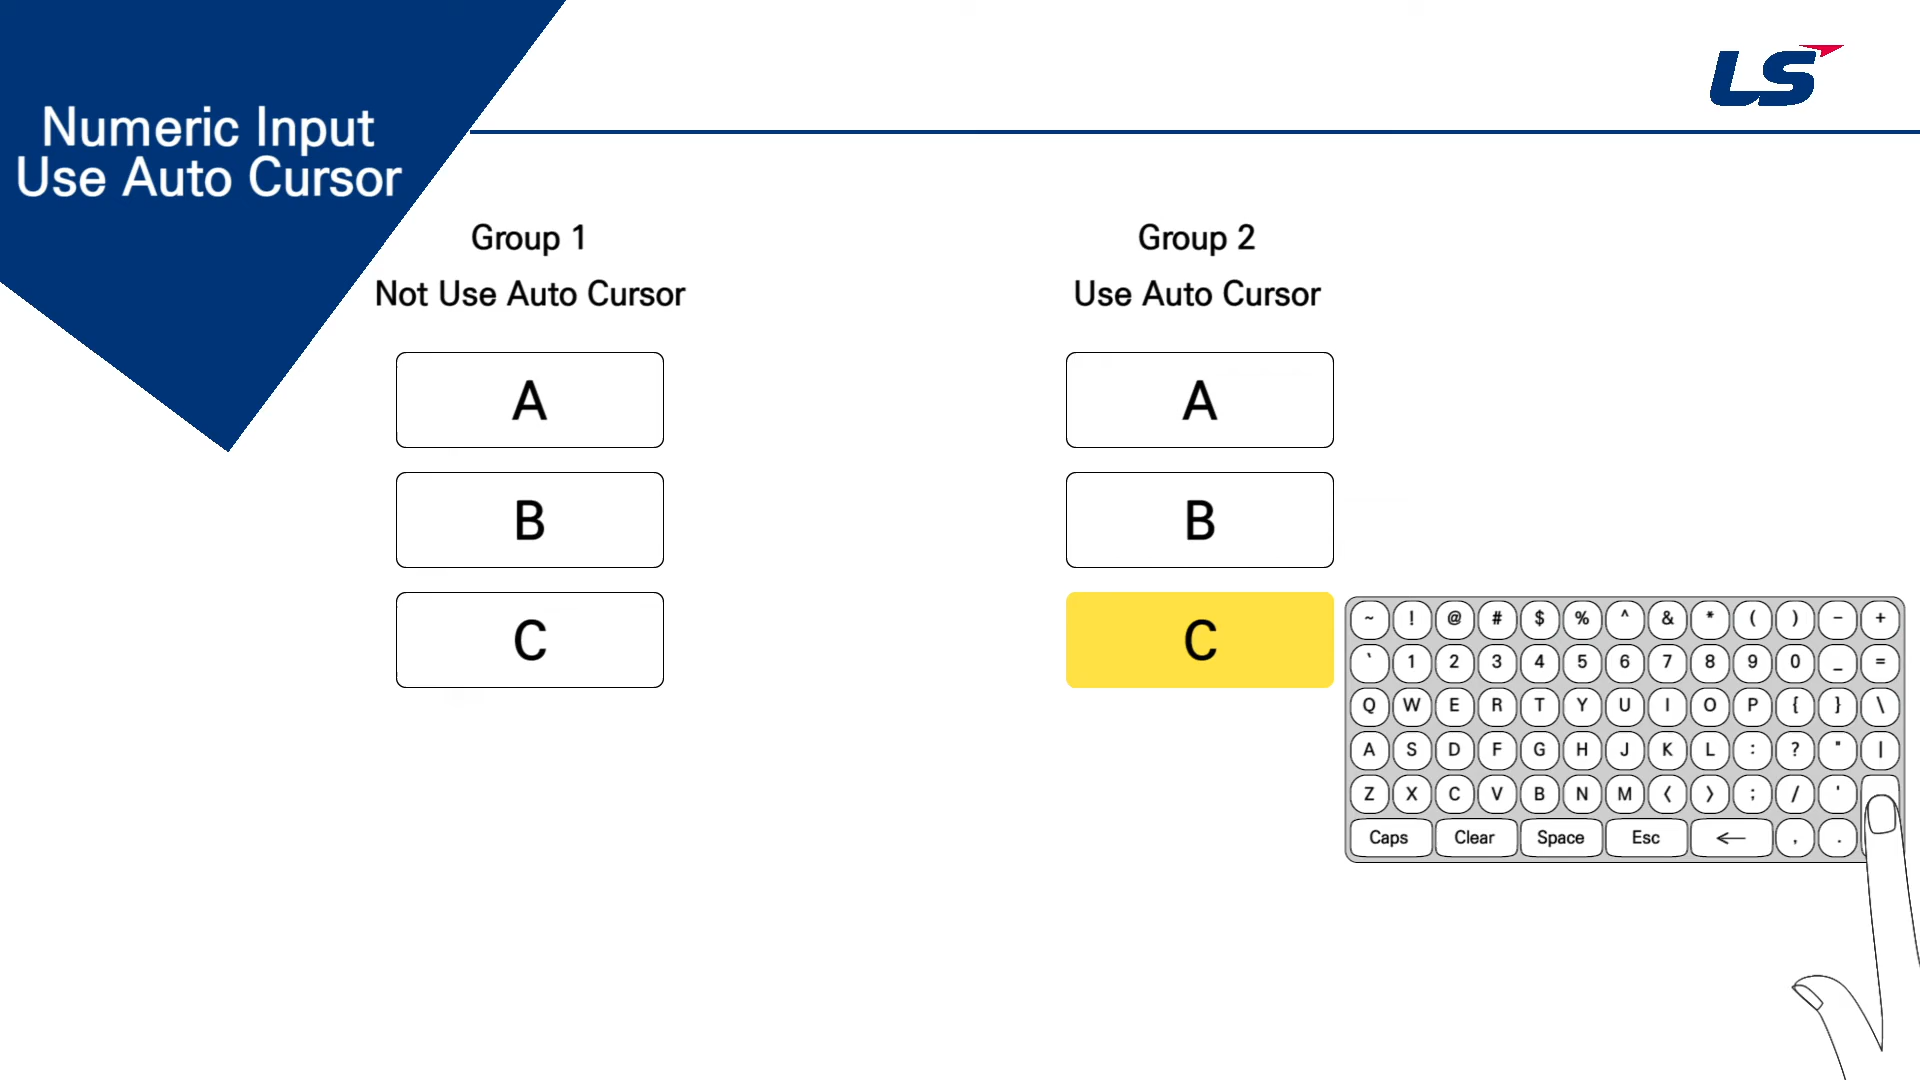 Numeric Input
Use Auto Cursor
LS
Group 1
Not Use Auto Cursor
A
B
C
Group 2
Use Auto Cursor
A
B
C
~ ! @ # $ % ^ & * ( ) − +
` 1 2 3 4 5 6 7 8 9 0 _ =
Q W E R T Y U I O P { } \
A S D F G H J K L : ? " |
Z X C V B N M 〈 〉 ; / '
Caps Clear Space Esc ← , .